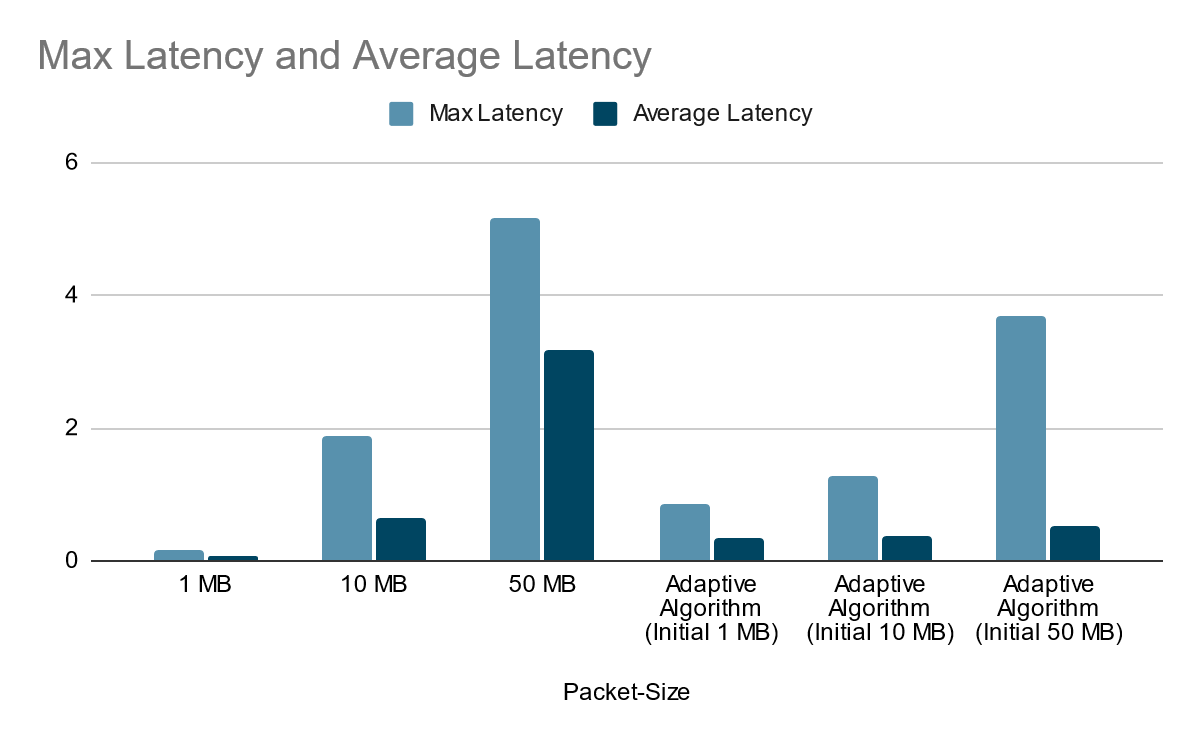 Max Latency and Average Latency
Max Latency
Average Latency
6
4
2
0
1 MB
10 MB
50 MB
Adaptive
Algorithm
(Initial 1 MB)
Adaptive
Algorithm
(Initial 10 MB)
Adaptive
Algorithm
(Initial 50 MB)
Packet-Size